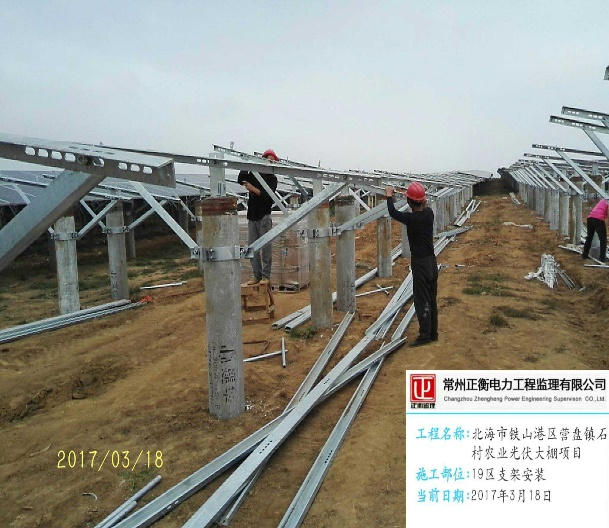 2017/03/18
正衡监理
常州正衡电力工程监理有限公司
Changzhou Zhengheng Power Engineering Supervison CO.,Ltd.
工程名称:北海市铁山港区营盘镇石
村农业光伏大棚项目
施工部位:19区支架安装
当前日期:2017年3月18日